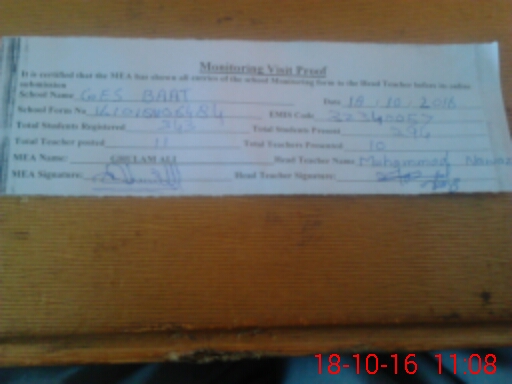 Monitoring Visit Proof
It is certified that the MEA has shown all entries of the school Monitoring form to the Head Teacher before its online
submission
School Name GES BAAT Date 18.10.2016
School Form No EMIS Code
Total Students Registered 343 Total Students Present 294
Total Teacher posted 11 Total Teachers Presented 10
MEA Name: GHULAM ALI Head Teacher Name Muhammad Nawaz
MEA Signature: Head Teacher Signature:
18-10-16 11:08